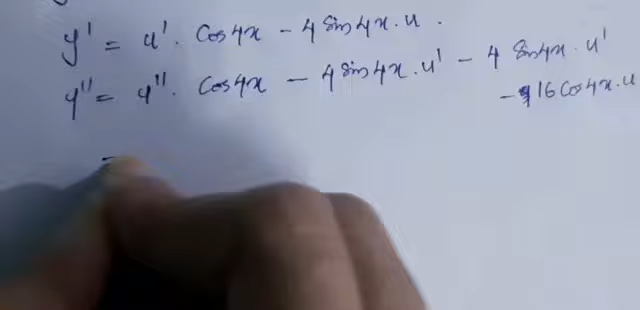 y' = u' . Cos4x - 4 Sin4x . u .
y'' = u'' . Cos4x - 4 Sin4x . u' - 4 Sin4x . u'
- 16 Cos4x . u